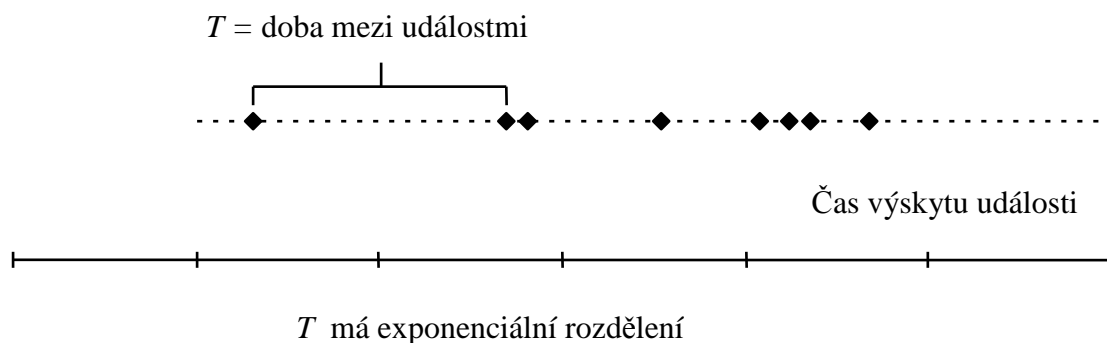 T = doba mezi událostmi
Čas výskytu události
T má exponenciální rozdělení